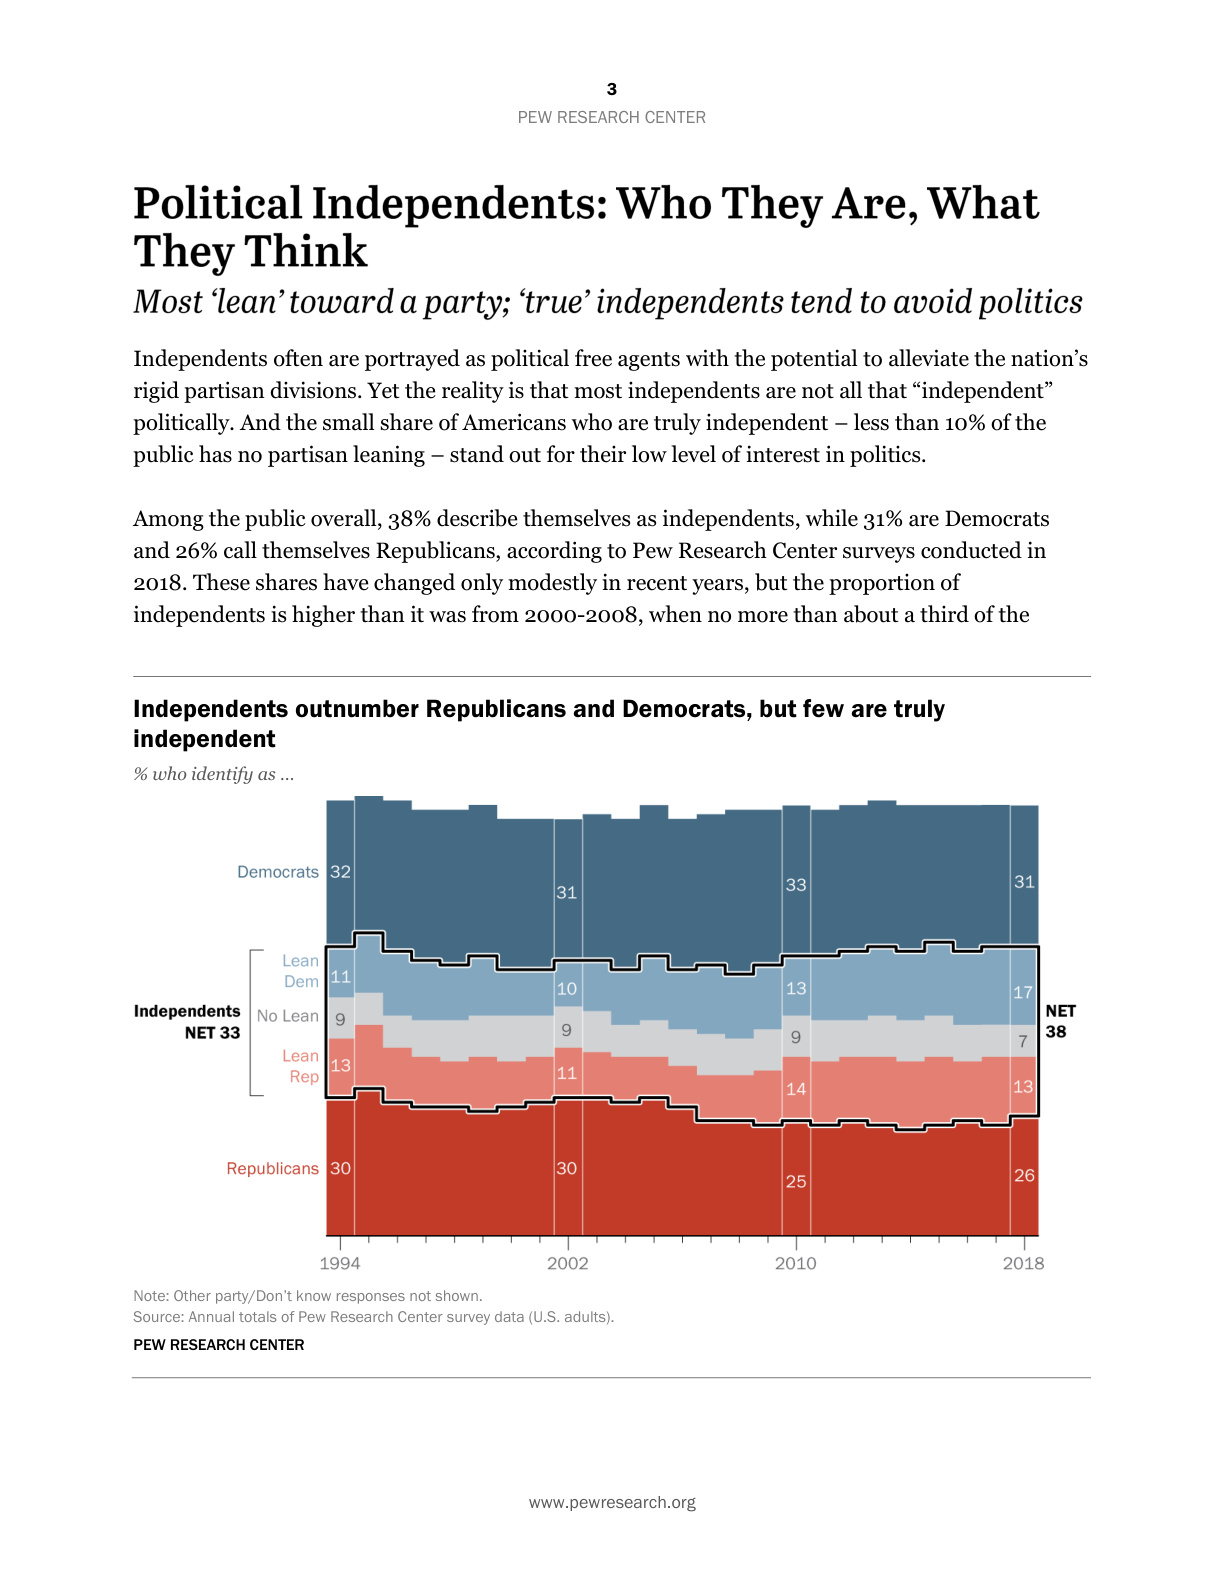 3
PEW RESEARCH CENTER
Political Independents: Who They Are, What
They Think
Most ‘lean’ toward a party; ‘true’ independents tend to avoid politics
Independents often are portrayed as political free agents with the potential to alleviate the nation’s
rigid partisan divisions. Yet the reality is that most independents are not all that “independent”
politically. And the small share of Americans who are truly independent – less than 10% of the
public has no partisan leaning – stand out for their low level of interest in politics.
Among the public overall, 38% describe themselves as independents, while 31% are Democrats
and 26% call themselves Republicans, according to Pew Research Center surveys conducted in
2018. These shares have changed only modestly in recent years, but the proportion of
independents is higher than it was from 2000-2008, when no more than about a third of the
Independents outnumber Republicans and Democrats, but few are truly
independent
% who identify as ...
Democrats 32 31 33 31
Lean
Dem 11 10 13 17
Independents
NET 33
No Lean 9 9 9 7
NET
38
Lean
Rep 13 11 14 13
Republicans 30 30 25 26
1994 2002 2010 2018
Note: Other party/Don’t know responses not shown.
Source: Annual totals of Pew Research Center survey data (U.S. adults).
PEW RESEARCH CENTER
www.pewresearch.org